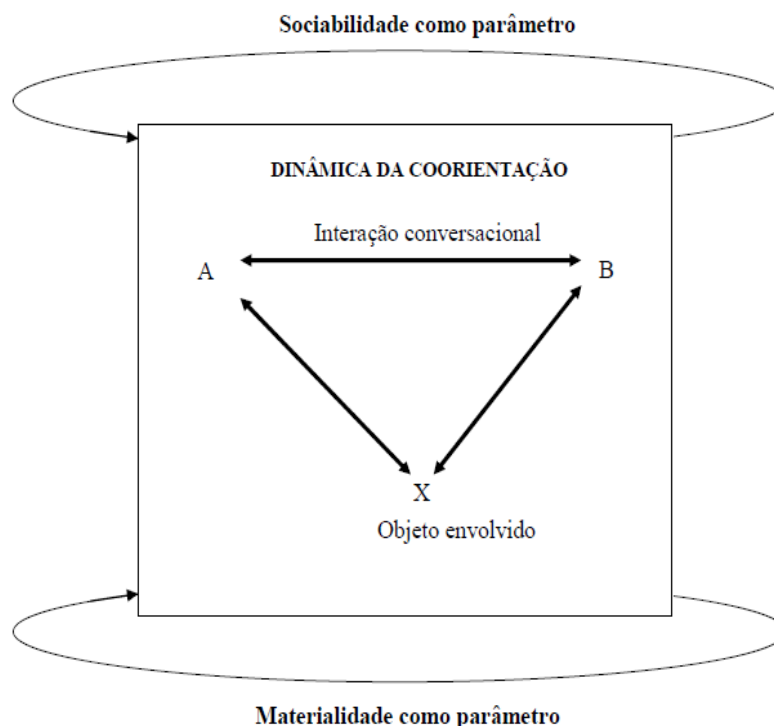 Sociabilidade como parâmetro
DINÂMICA DA COORIENTAÇÃO
Interação conversacional
A
B
X
Objeto envolvido
Materialidade como parâmetro